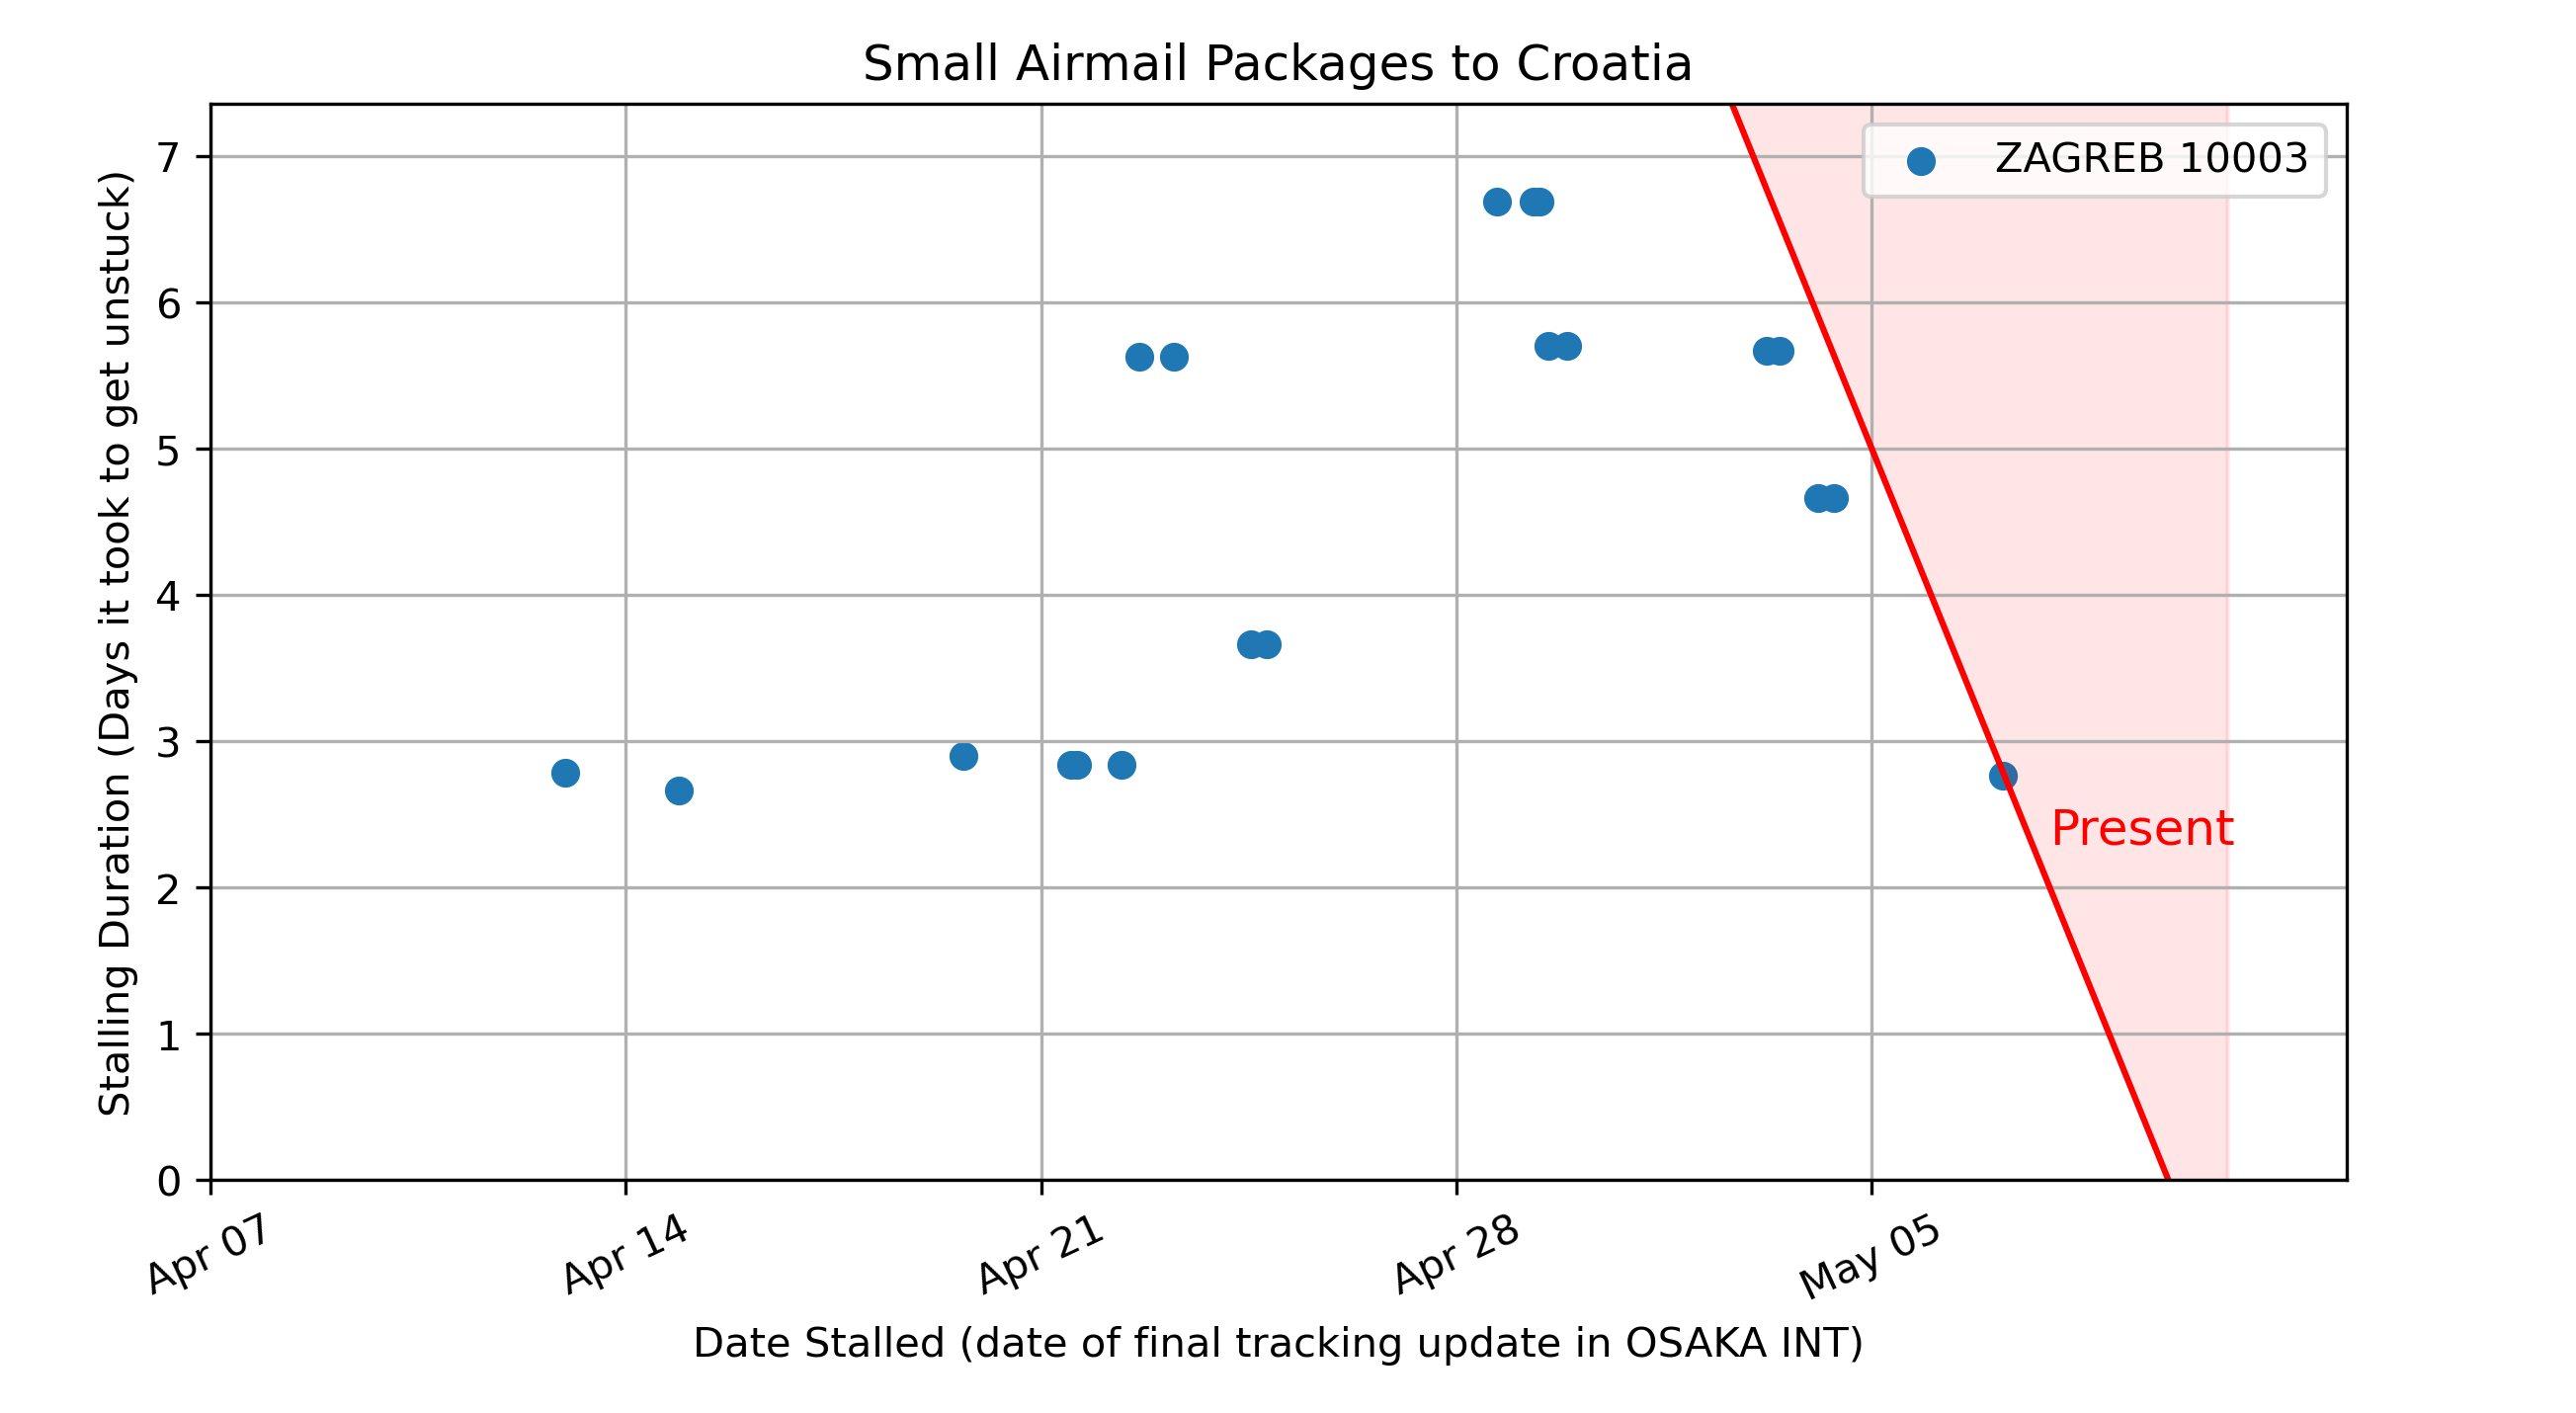 Small Airmail Packages to Croatia
ZAGREB 10003
Present
Stalling Duration (Days it took to get unstuck)
7
6
5
4
3
2
1
0
Apr 07
Apr 14
Apr 21
Apr 28
May 05
Date Stalled (date of final tracking update in OSAKA INT)